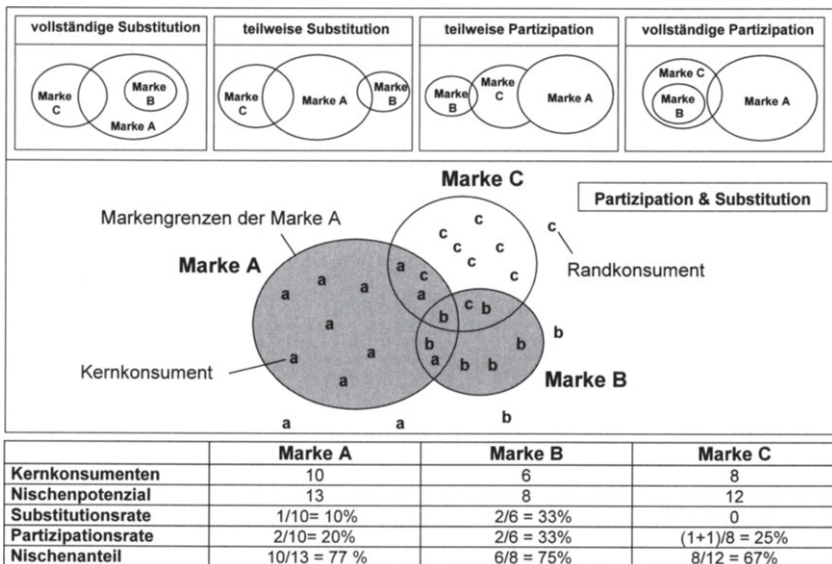 vollständige Substitution
Marke C
Marke B
Marke A
teilweise Substitution
Marke C
Marke A
Marke B
teilweise Partizipation
Marke B
Marke C
Marke A
vollständige Partizipation
Marke C
Marke B
Marke A
Marke C
Partizipation & Substitution
Markengrenzen der Marke A
c
c
c
c
c
c
c
Randkonsument
Marke A
a
c
a
a
a
a
a
b
c
b
b
Kernkonsument
a
a
b
a
b
b
b
a
Marke B
a
a
b
Marke A Marke B Marke C
Kernkonsumenten 10 6 8
Nischenpotenzial 13 8 12
Substitutionsrate 1/10= 10% 2/6 = 33% 0
Partizipationsrate 2/10= 20% 2/6 = 33% (1+1)/8 = 25%
Nischenanteil 10/13 = 77 % 6/8 = 75% 8/12 = 67%